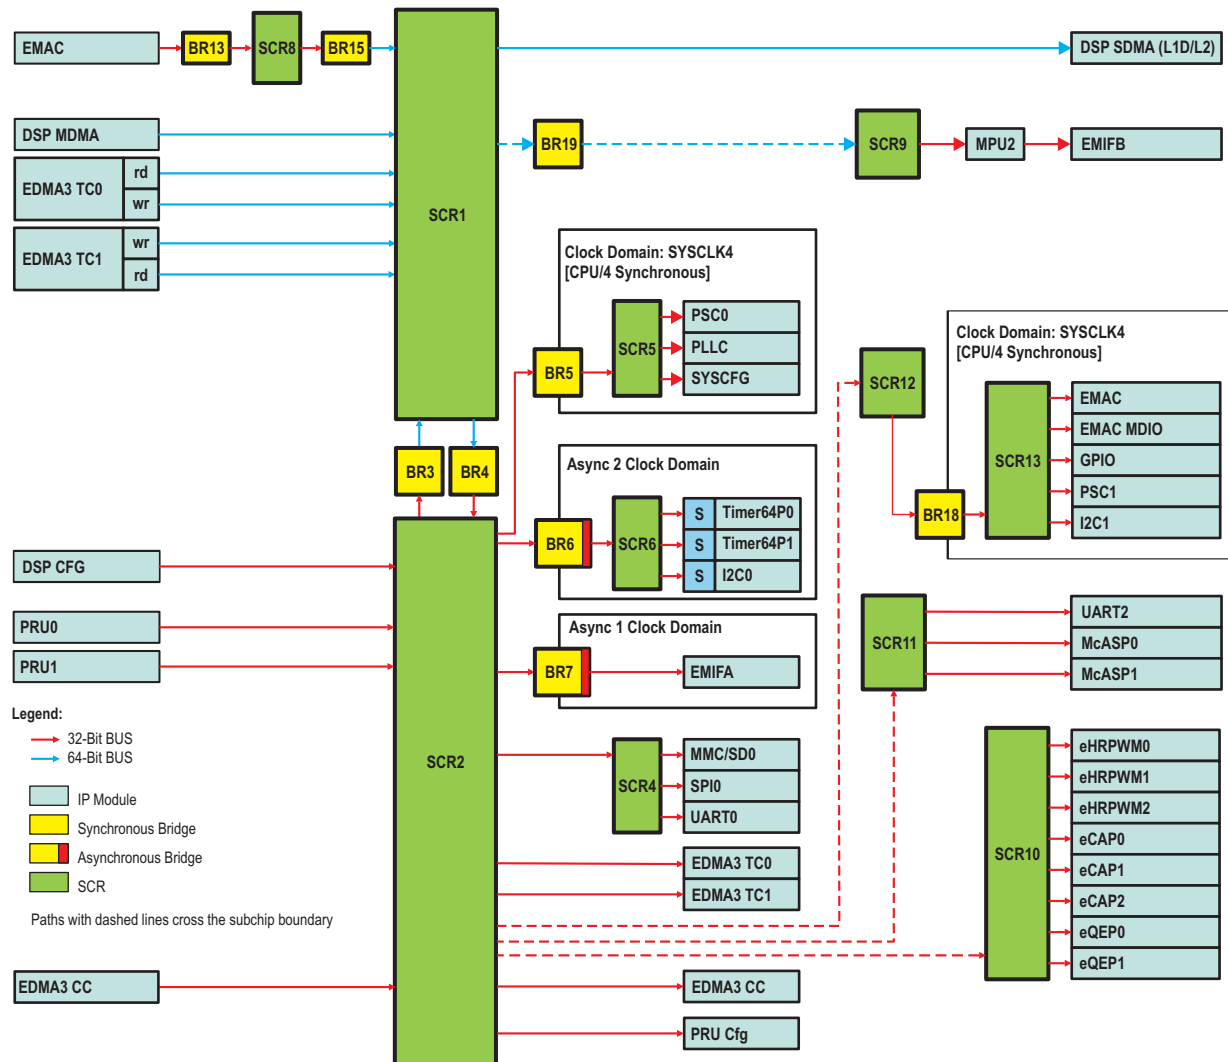 EMAC
BR13
SCR8
BR15
DSP SDMA (L1D/L2)
DSP MDMA
BR19
SCR9
MPU2
EMIFB
EDMA3 TC0
rd
wr
SCR1
EDMA3 TC1
wr
rd
Clock Domain: SYSCLK4
[CPU/4 Synchronous]
BR5
SCR5
PSC0
PLLC
SYSCFG
SCR12
Clock Domain: SYSCLK4
[CPU/4 Synchronous]
BR18
SCR13
EMAC
EMAC MDIO
GPIO
PSC1
I2C1
BR3
BR4
Async 2 Clock Domain
BR6
SCR6
S
Timer64P0
S
Timer64P1
S
I2C0
DSP CFG
PRU0
PRU1
Async 1 Clock Domain
BR7
EMIFA
SCR11
UART2
McASP0
McASP1
Legend:
32-Bit BUS
64-Bit BUS
IP Module
Synchronous Bridge
Asynchronous Bridge
SCR
Paths with dashed lines cross the subchip boundary
SCR2
SCR4
MMC/SD0
SPI0
UART0
EDMA3 TC0
EDMA3 TC1
SCR10
eHRPWM0
eHRPWM1
eHRPWM2
eCAP0
eCAP1
eCAP2
eQEP0
eQEP1
EDMA3 CC
EDMA3 CC
PRU Cfg